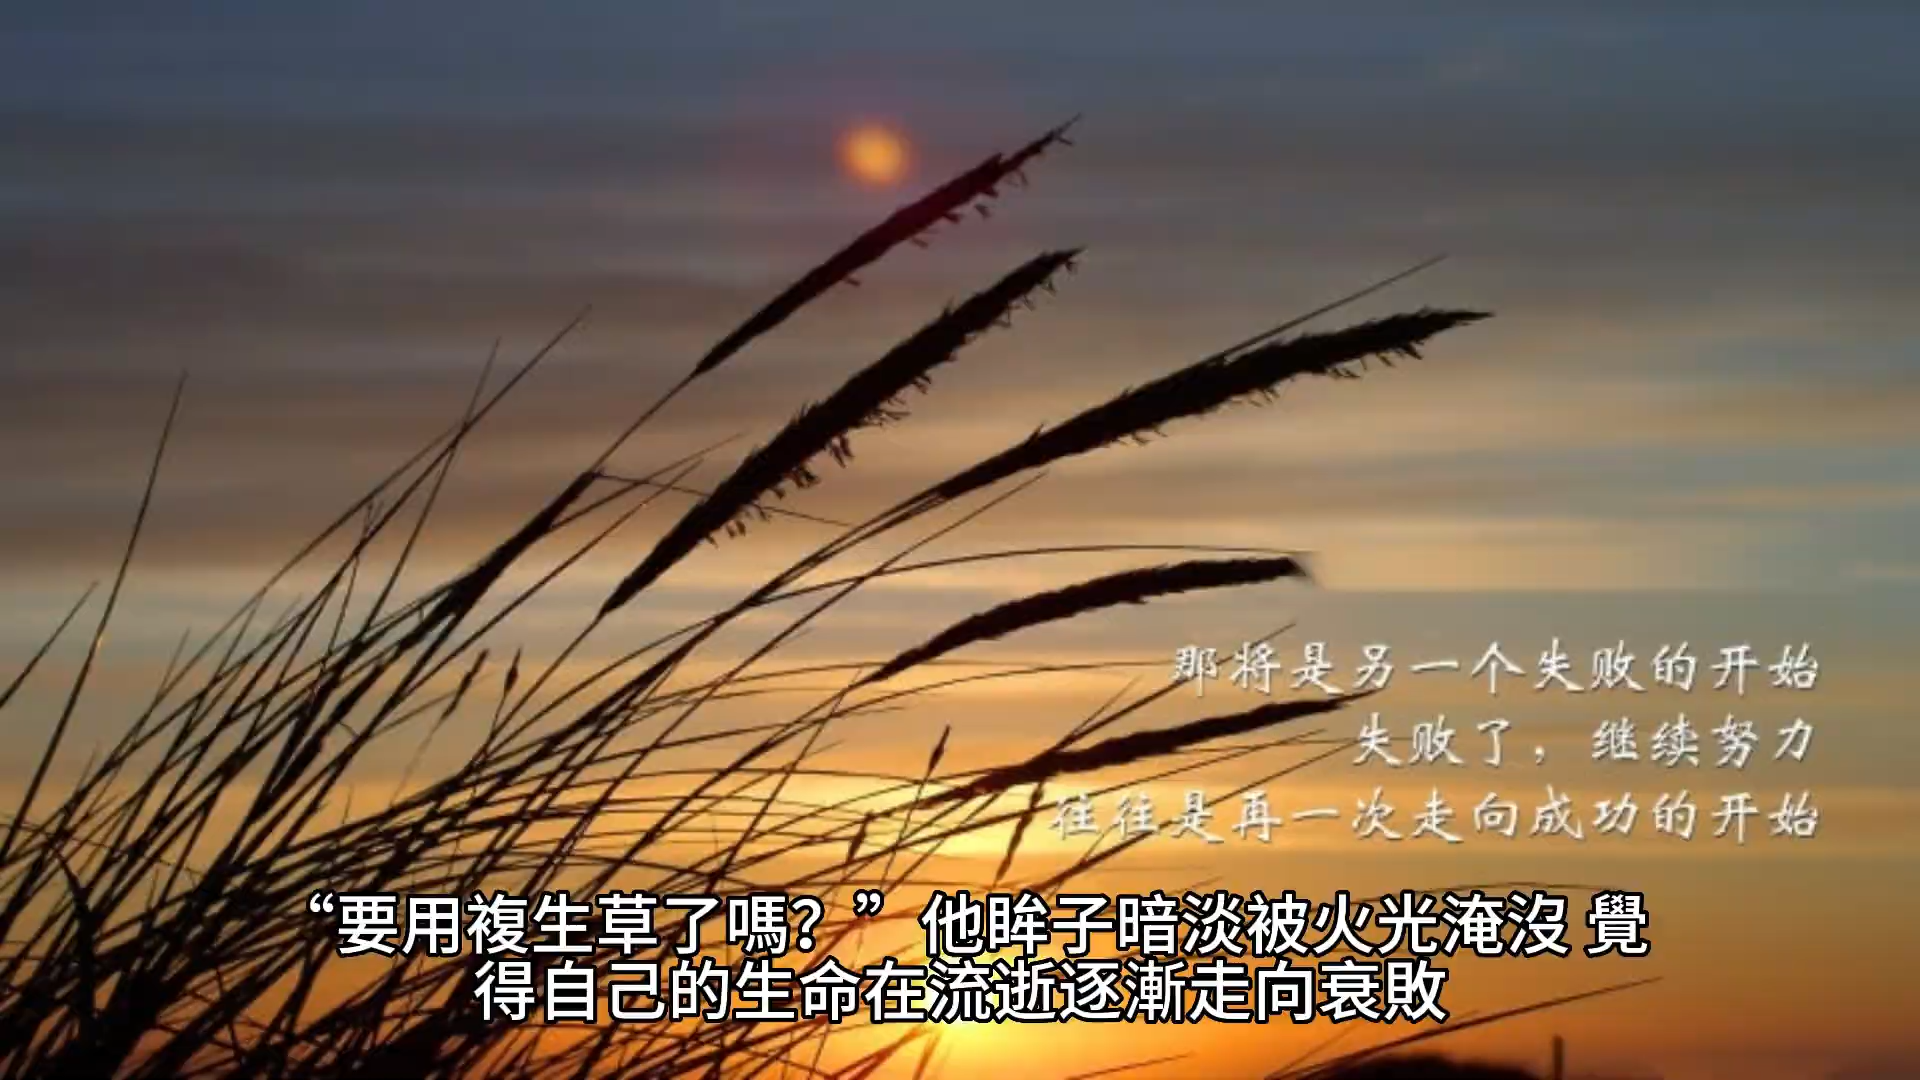 那将是另一个失败的开始
失败了，继续努力
往往是再一次走向成功的开始
“要用複生草了嗎？”他眸子暗淡被火光淹沒 覺
得自己的生命在流逝逐漸走向衰敗